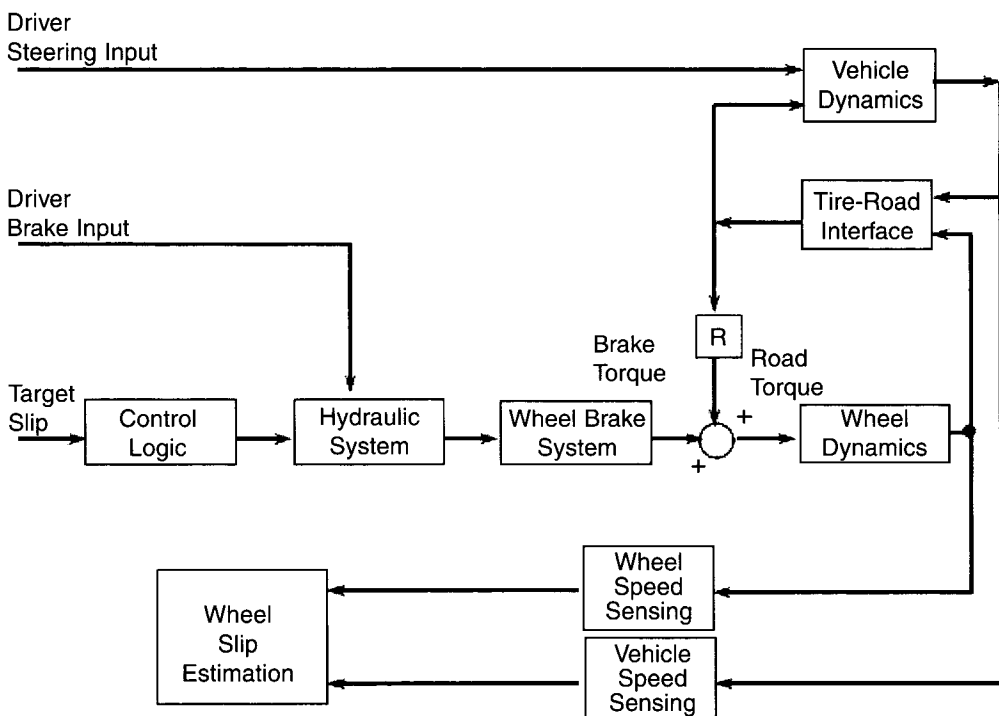 Driver
Steering Input
Vehicle
Dynamics
Driver
Brake Input
Tire-Road
Interface
R
Brake
Torque
Road
Torque
Target
Slip
Control
Logic
Hydraulic
System
Wheel Brake
System
+
+
Wheel
Dynamics
Wheel
Speed
Sensing
Wheel
Slip
Estimation
Vehicle
Speed
Sensing